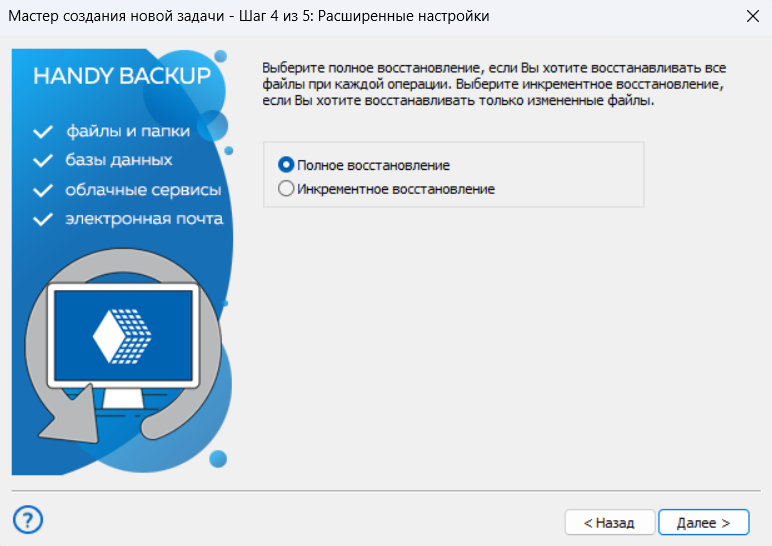 Мастер создания новой задачи - Шаг 4 из 5: Расширенные настройки
HANDY BACKUP
файлы и папки
базы данных
облачные сервисы
электронная почта
Выберите полное восстановление, если Вы хотите восстанавливать все
файлы при каждой операции. Выберите инкрементное восстановление,
если Вы хотите восстанавливать только измененные файлы.
Полное восстановление
Инкрементное восстановление
?
< Назад
Далее >